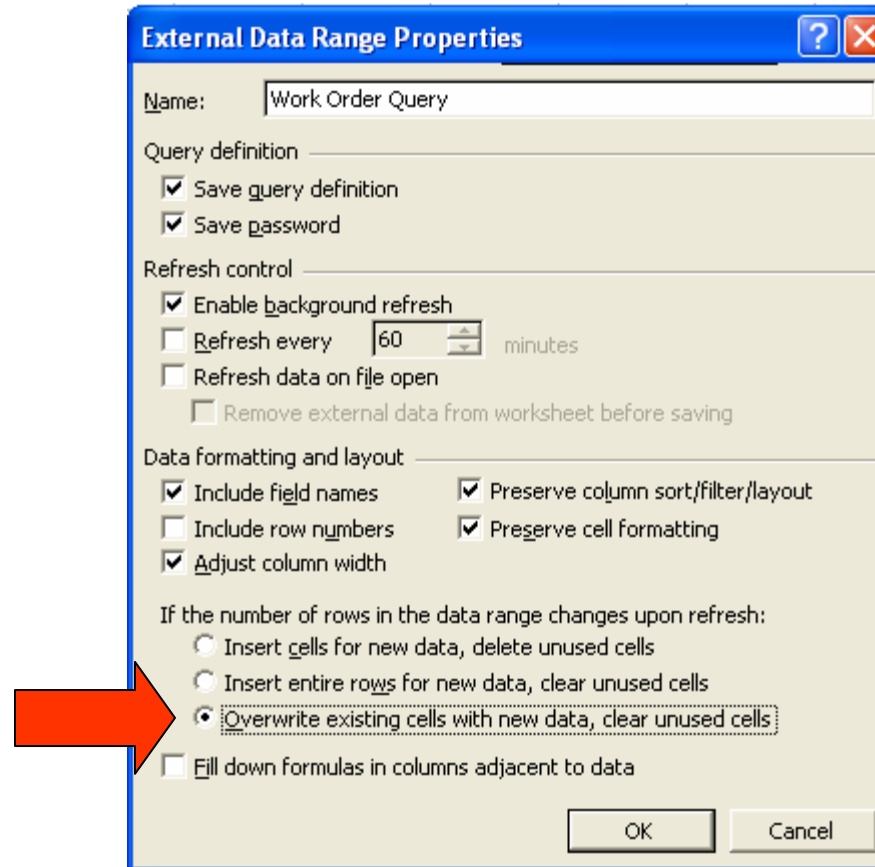 External Data Range Properties
Name: Work Order Query
Query definition
Save query definition
Save password
Refresh control
Enable background refresh
Refresh every 60 minutes
Refresh data on file open
Remove external data from worksheet before saving
Data formatting and layout
Include field names Preserve column sort/filter/layout
Include row numbers Preserve cell formatting
Adjust column width
If the number of rows in the data range changes upon refresh:
Insert cells for new data, delete unused cells
Insert entire rows for new data, clear unused cells
Overwrite existing cells with new data, clear unused cells
Fill down formulas in columns adjacent to data
OK Cancel